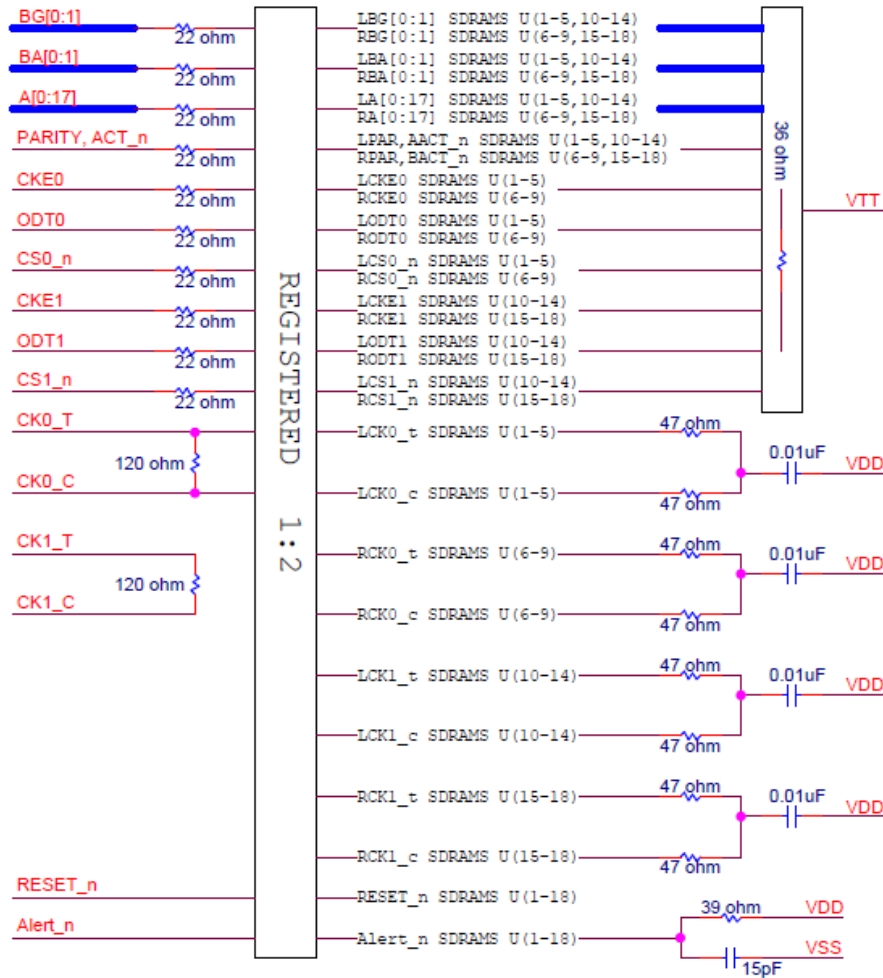 BG[0:1]
22 ohm
LBG[0:1] SDRAMS U(1-5,10-14)
RBG[0:1] SDRAMS U(6-9,15-18)
BA[0:1]
22 ohm
LBA[0:1] SDRAMS U(1-5,10-14)
RBA[0:1] SDRAMS U(6-9,15-18)
A[0:17]
22 ohm
LA[0:17] SDRAMS U(1-5,10-14)
RA[0:17] SDRAMS U(6-9,15-18)
PARITY, ACT_n
22 ohm
LPAR,AACT_n SDRAMS U(1-5,10-14)
RPAR,BACT_n SDRAMS U(6-9,15-18)
CKE0
22 ohm
LCKE0 SDRAMS U(1-5)
RCKE0 SDRAMS U(6-9)
ODT0
22 ohm
LODT0 SDRAMS U(1-5)
RODT0 SDRAMS U(6-9)
CS0_n
22 ohm
LCS0_n SDRAMS U(1-5)
RCS0_n SDRAMS U(6-9)
CKE1
22 ohm
LCKE1 SDRAMS U(10-14)
RCKE1 SDRAMS U(15-18)
ODT1
22 ohm
LODT1 SDRAMS U(10-14)
RODT1 SDRAMS U(15-18)
CS1_n
22 ohm
LCS1_n SDRAMS U(10-14)
RCS1_n SDRAMS U(15-18)
36 ohm
VTT
REGISTERED 1:2
CK0_T
120 ohm
CK0_C
LCK0_t SDRAMS U(1-5)
47 ohm
LCK0_c SDRAMS U(1-5)
47 ohm
0.01uF
VDD
CK1_T
120 ohm
CK1_C
RCK0_t SDRAMS U(6-9)
47 ohm
RCK0_c SDRAMS U(6-9)
47 ohm
0.01uF
VDD
LCK1_t SDRAMS U(10-14)
47 ohm
LCK1_c SDRAMS U(10-14)
47 ohm
0.01uF
VDD
RCK1_t SDRAMS U(15-18)
47 ohm
RCK1_c SDRAMS U(15-18)
47 ohm
0.01uF
VDD
RESET_n
RESET_n SDRAMS U(1-18)
Alert_n
Alert_n SDRAMS U(1-18)
39 ohm
VDD
15pF
VSS